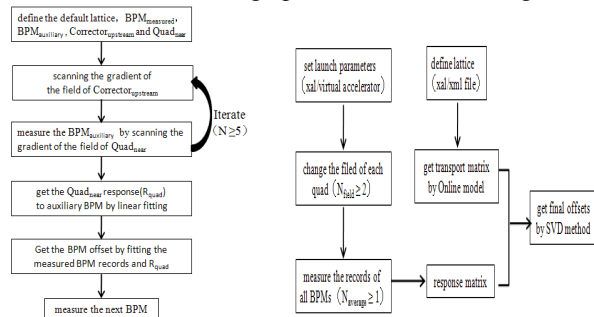 define the default lattice, BPMmeasured,
BPMauxiliary, Correctorupstream and Quadnear
scanning the gradient of
the field of Correctorupstream
Iterate
(N≥5)
measure the BPMauxiliary by scanning the
gradient of the field of Quadnear
get the Quadnear response(Rquad)
to auxiliary BPM by linear fitting
Get the BPM offset by fitting the
measured BPM records and Rquad
measure the next BPM
set launch parameters
(xal/virtual accelerator)
change the filed of each
quad (Nfield≥2)
measure the records of
all BPMs (Naverage≥1)
define lattice
(xal/xml file)
get transport matrix
by Online model
response matrix
get final offsets
by SVD method